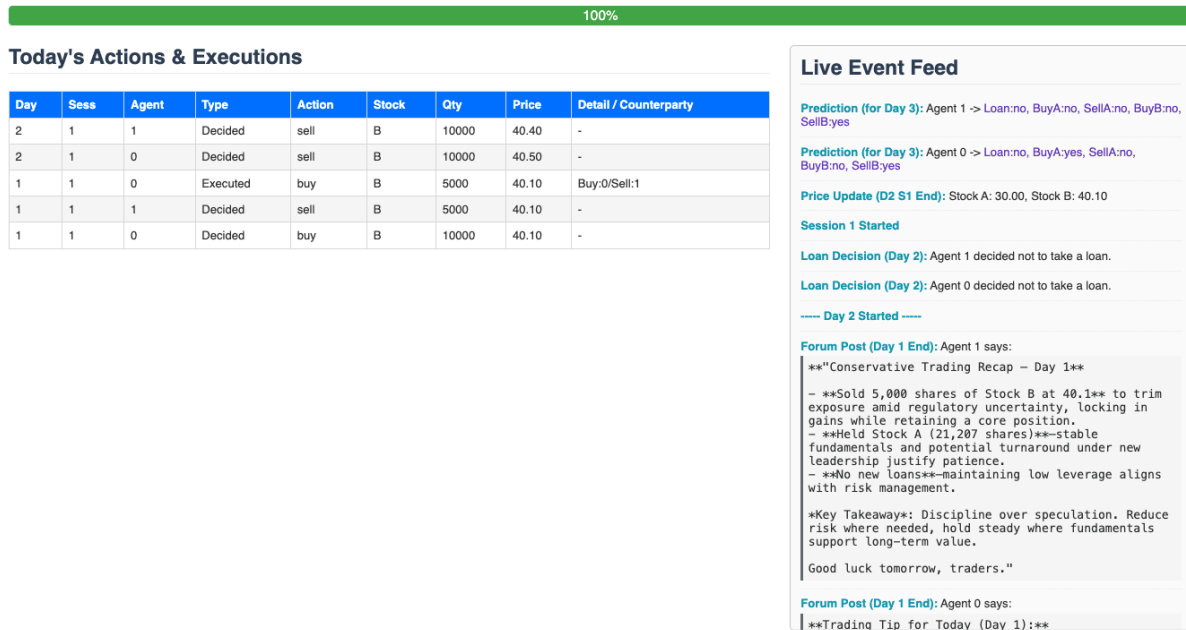 100%
Today's Actions & Executions
Day Sess Agent Type Action Stock Qty Price Detail / Counterparty
2 1 1 Decided sell B 10000 40.40 -
2 1 0 Decided sell B 10000 40.50 -
1 1 0 Executed buy B 5000 40.10 Buy:0/Sell:1
1 1 1 Decided sell B 5000 40.10 -
1 1 0 Decided buy B 10000 40.10 -
Live Event Feed
Prediction (for Day 3): Agent 1 -> Loan:no, BuyA:no, SellA:no, BuyB:no,
SellB:yes
Prediction (for Day 3): Agent 0 -> Loan:no, BuyA:yes, SellA:no,
BuyB:no, SellB:yes
Price Update (D2 S1 End): Stock A: 30.00, Stock B: 40.10
Session 1 Started
Loan Decision (Day 2): Agent 1 decided not to take a loan.
Loan Decision (Day 2): Agent 0 decided not to take a loan.
----- Day 2 Started -----
Forum Post (Day 1 End): Agent 1 says:
**"Conservative Trading Recap – Day 1**
- **Sold 5,000 shares of Stock B at 40.1** to trim
exposure amid regulatory uncertainty, locking in
gains while retaining a core position.
- **Held Stock A (21,207 shares)**—stable
fundamentals and potential turnaround under new
leadership justify patience.
- **No new loans**—maintaining low leverage aligns
with risk management.
*Key Takeaway*: Discipline over speculation. Reduce
risk where needed, hold steady where fundamentals
support long-term value.
Good luck tomorrow, traders."
Forum Post (Day 1 End): Agent 0 says:
**Trading Tip for Today (Day 1):**